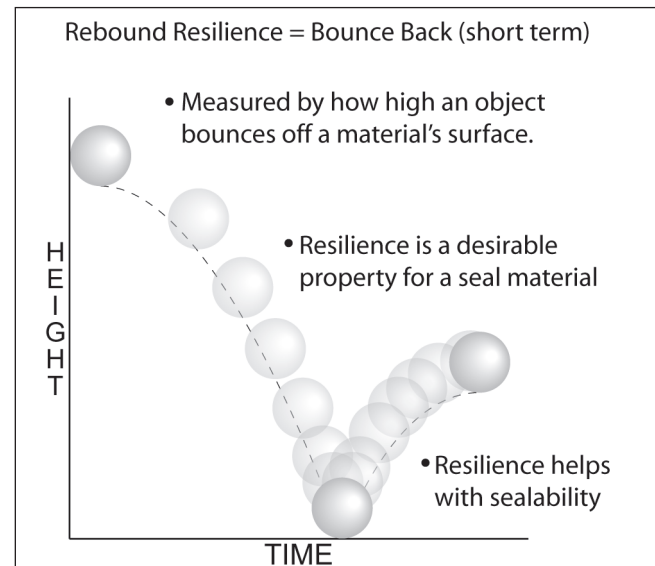 Rebound Resilience = Bounce Back (short term)
• Measured by how high an object
bounces off a material's surface.
• Resilience is a desirable
property for a seal material
HEIGHT
• Resilience helps
with sealability
TIME